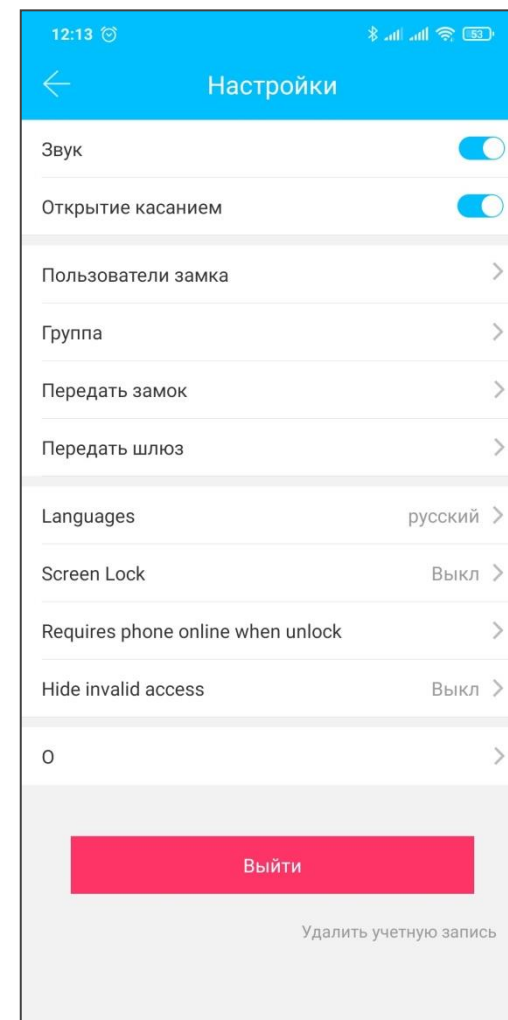 12:13 53
Настройки
Звук
Открытие касанием
Пользователи замка
Группа
Передать замок
Передать шлюз
Languages русский
Screen Lock Выкл
Requires phone online when unlock
Hide invalid access Выкл
О
Выйти
Удалить учетную запись